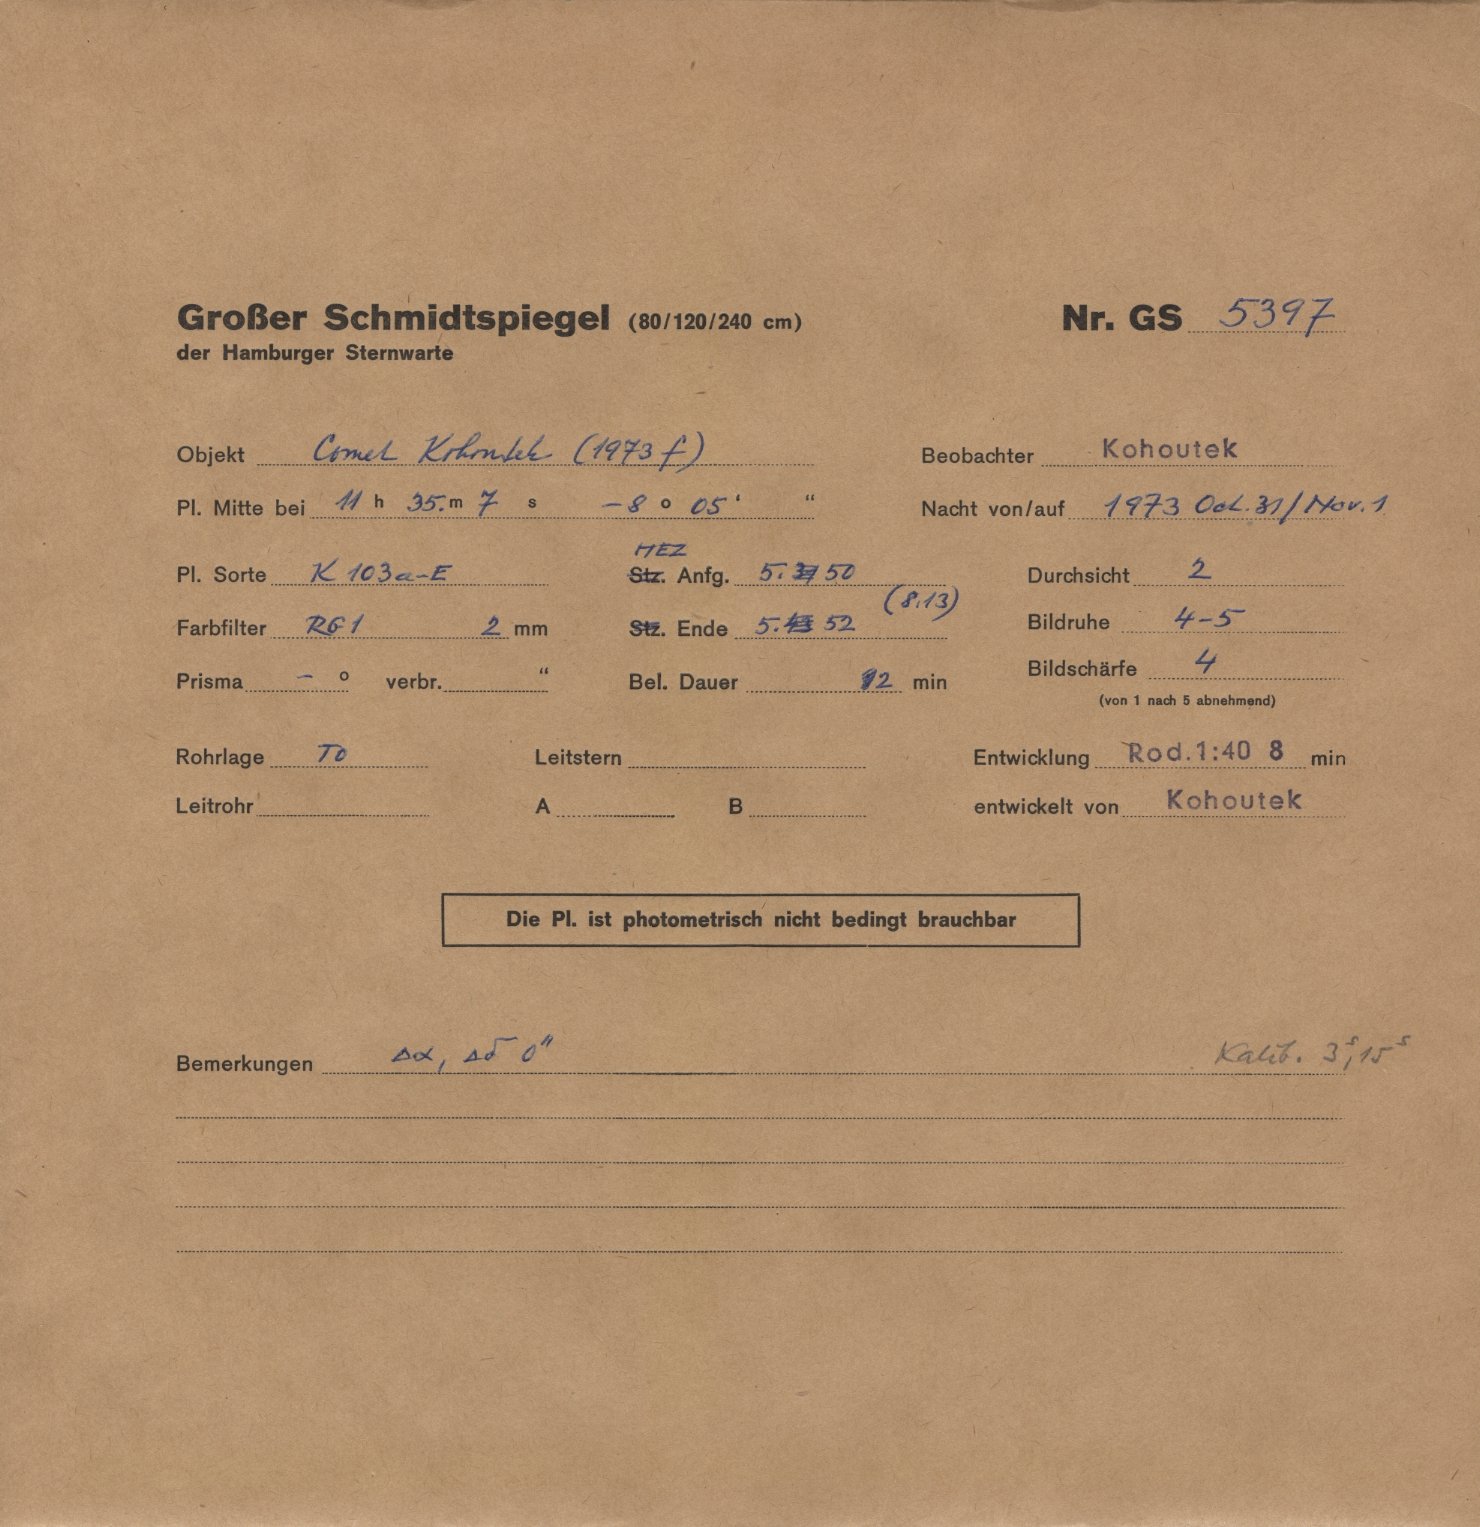 Großer Schmidtspiegel (80/120/240 cm) Nr. GS 5397
der Hamburger Sternwarte
Objekt Comet Kohoutek (1973 f) Beobachter Kohoutek
Pl. Mitte bei 11 h 35. m 7 s -8 o 05 ‘ “ Nacht von/auf 1973 Oct. 31/Nov. 1
MEZ
Pl. Sorte K 103a-E Stz. Anfg. 5. 50 Durchsicht 2
(8.13)
Farbfilter RG1 2 mm Stz. Ende 5. 52 Bildruhe 4-5
Prisma - o verbr. “ Bel. Dauer 2 min Bildschärfe 4
(von 1 nach 5 abnehmend)
Rohrlage TO Leitstern Entwicklung Rod.1:40 8 min
Leitrohr A B entwickelt von Kohoutek
Die Pl. ist photometrisch nicht bedingt brauchbar
Bemerkungen Δα, Δδ 0" Kalib. 3s, 15s